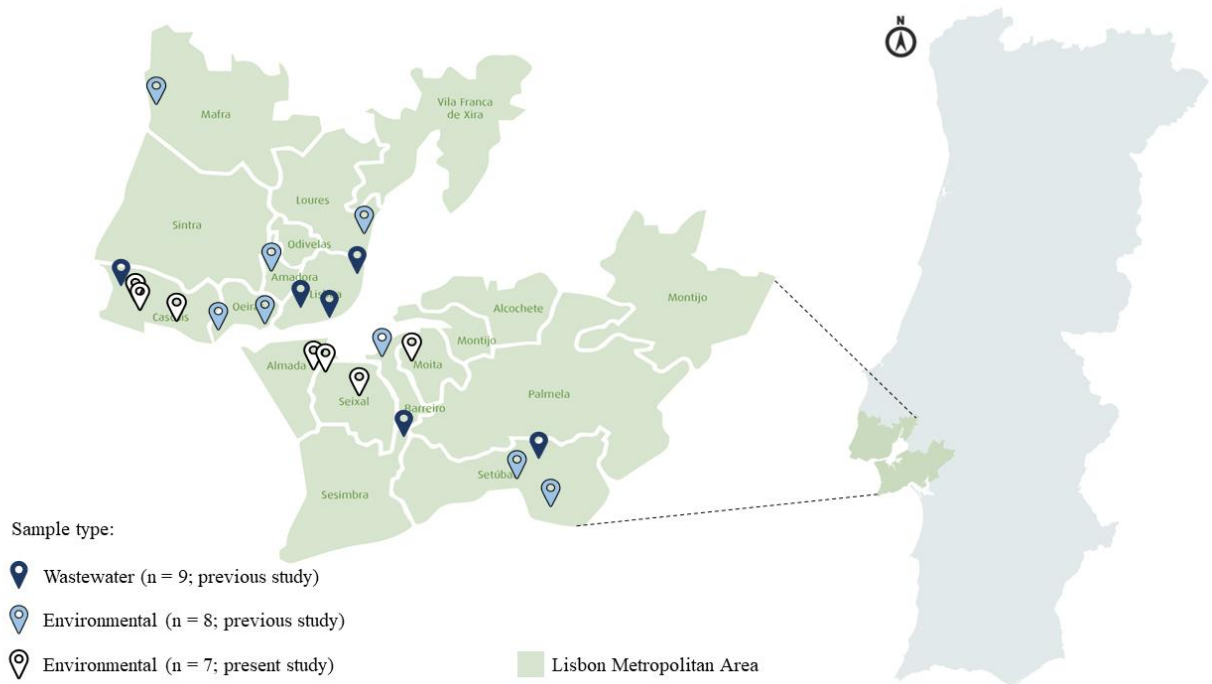 N
Mafra
Vila Franca
de Xira
Loures
Sintra
Odivelas
Amadora
Lisboa
Oeiras
Cascais
Montijo
Alcochete
Montijo
Almada
Moita
Seixal
Palmela
Barreiro
Setúbal
Sesimbra
Sample type:
Wastewater (n = 9; previous study)
Environmental (n = 8; previous study)
Environmental (n = 7; present study)
Lisbon Metropolitan Area